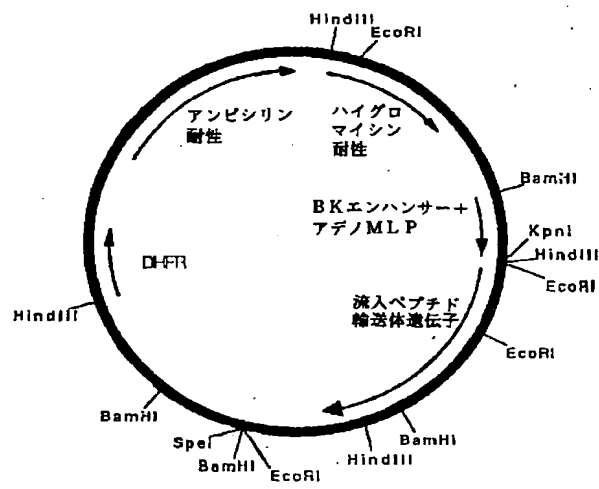 HindIII
EcoRI
アンピシリン
耐性
ハイグロ
マイシン
耐性
BamHI
BKエンハンサー+
アデノMLP
KpnI
HindIII
EcoRI
DHFR
流入ペプチド
輸送体遺伝子
HindIII
EcoRI
BamHI
BamHI
SpeI
HindIII
BamHI
EcoRI